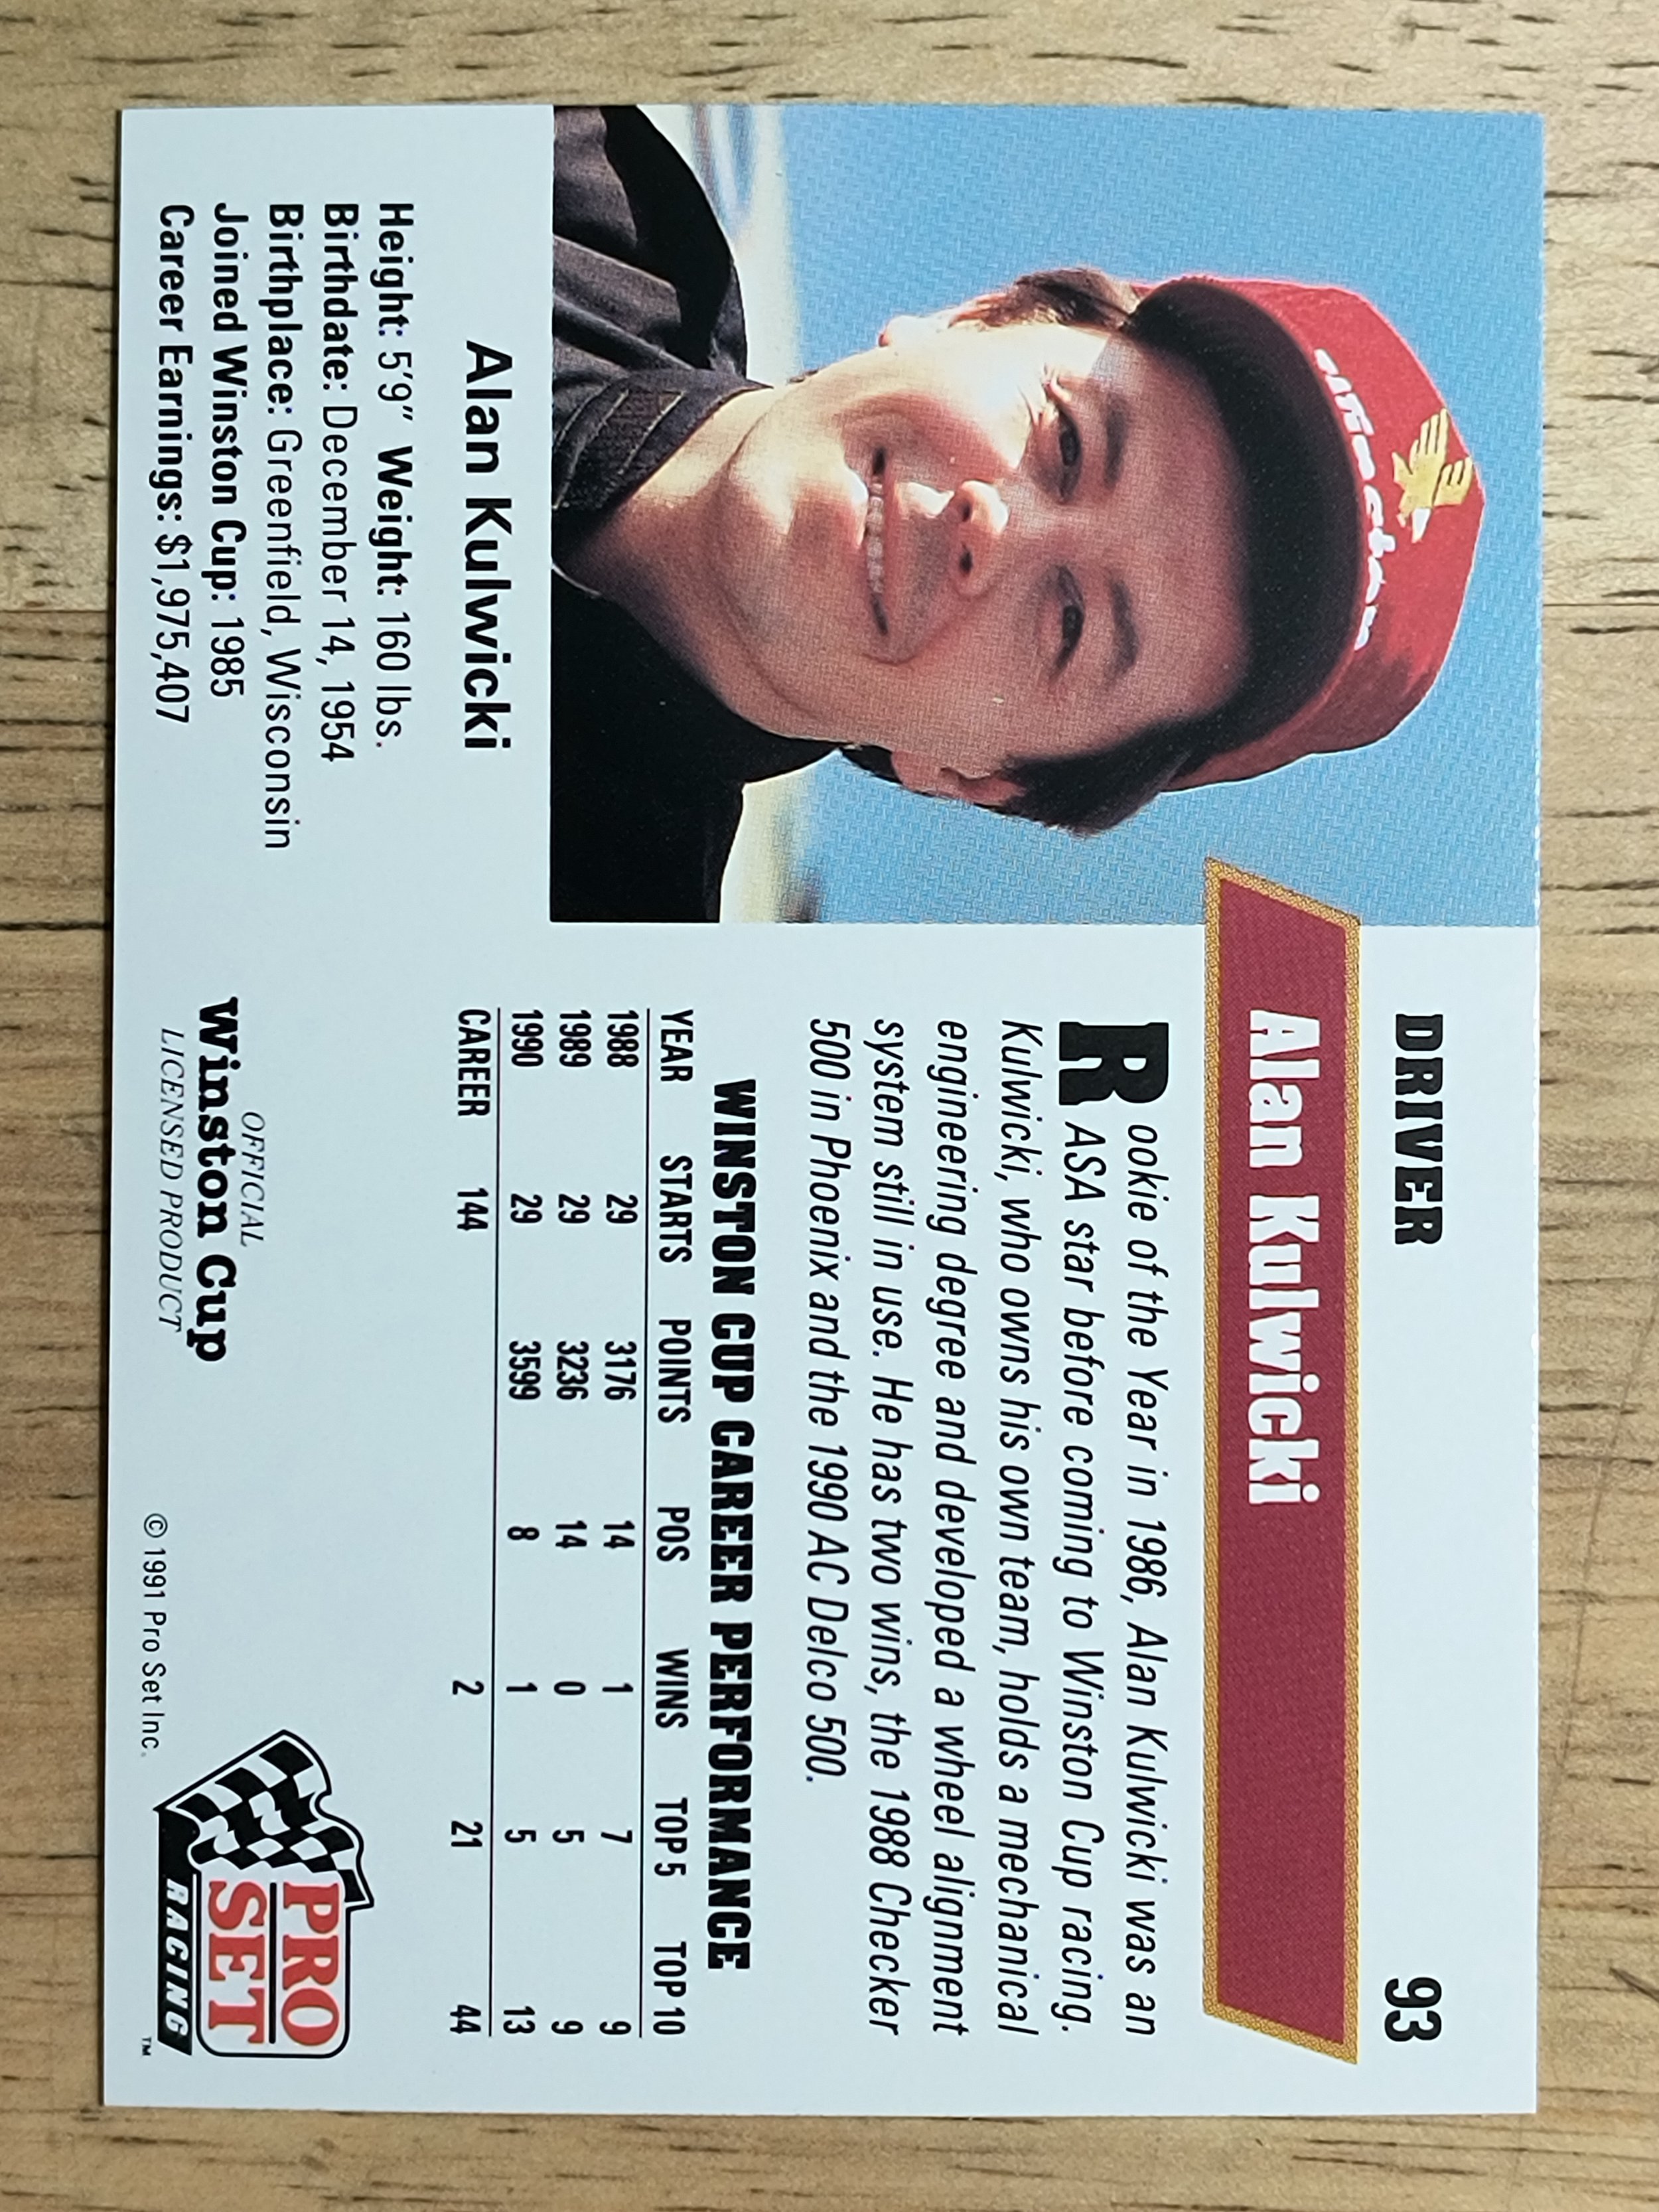 DRIVER 93
Alan Kulwicki
Rookie of the Year in 1986, Alan Kulwicki was an
ASA star before coming to Winston Cup racing.
Kulwicki, who owns his own team, holds a mechanical
engineering degree and developed a wheel alignment
system still in use. He has two wins, the 1988 Checker
500 in Phoenix and the 1990 AC Delco 500.
WINSTON CUP CAREER PERFORMANCE
YEAR STARTS POINTS POS WINS TOP 5 TOP 10
1988 29 3176 14 1 7 9
1989 29 3236 14 0 5 9
1990 29 3599 8 1 5 13
CAREER 144 2 21 44
Alan Kulwicki
Height: 5'9" Weight: 160 lbs.
Birthdate: December 14, 1954
Birthplace: Greenfield, Wisconsin
Joined Winston Cup: 1985
Career Earnings: $1,975,407
OFFICIAL
Winston Cup
LICENSED PRODUCT
© 1991 Pro Set Inc.
PRO
SET
RACING
™